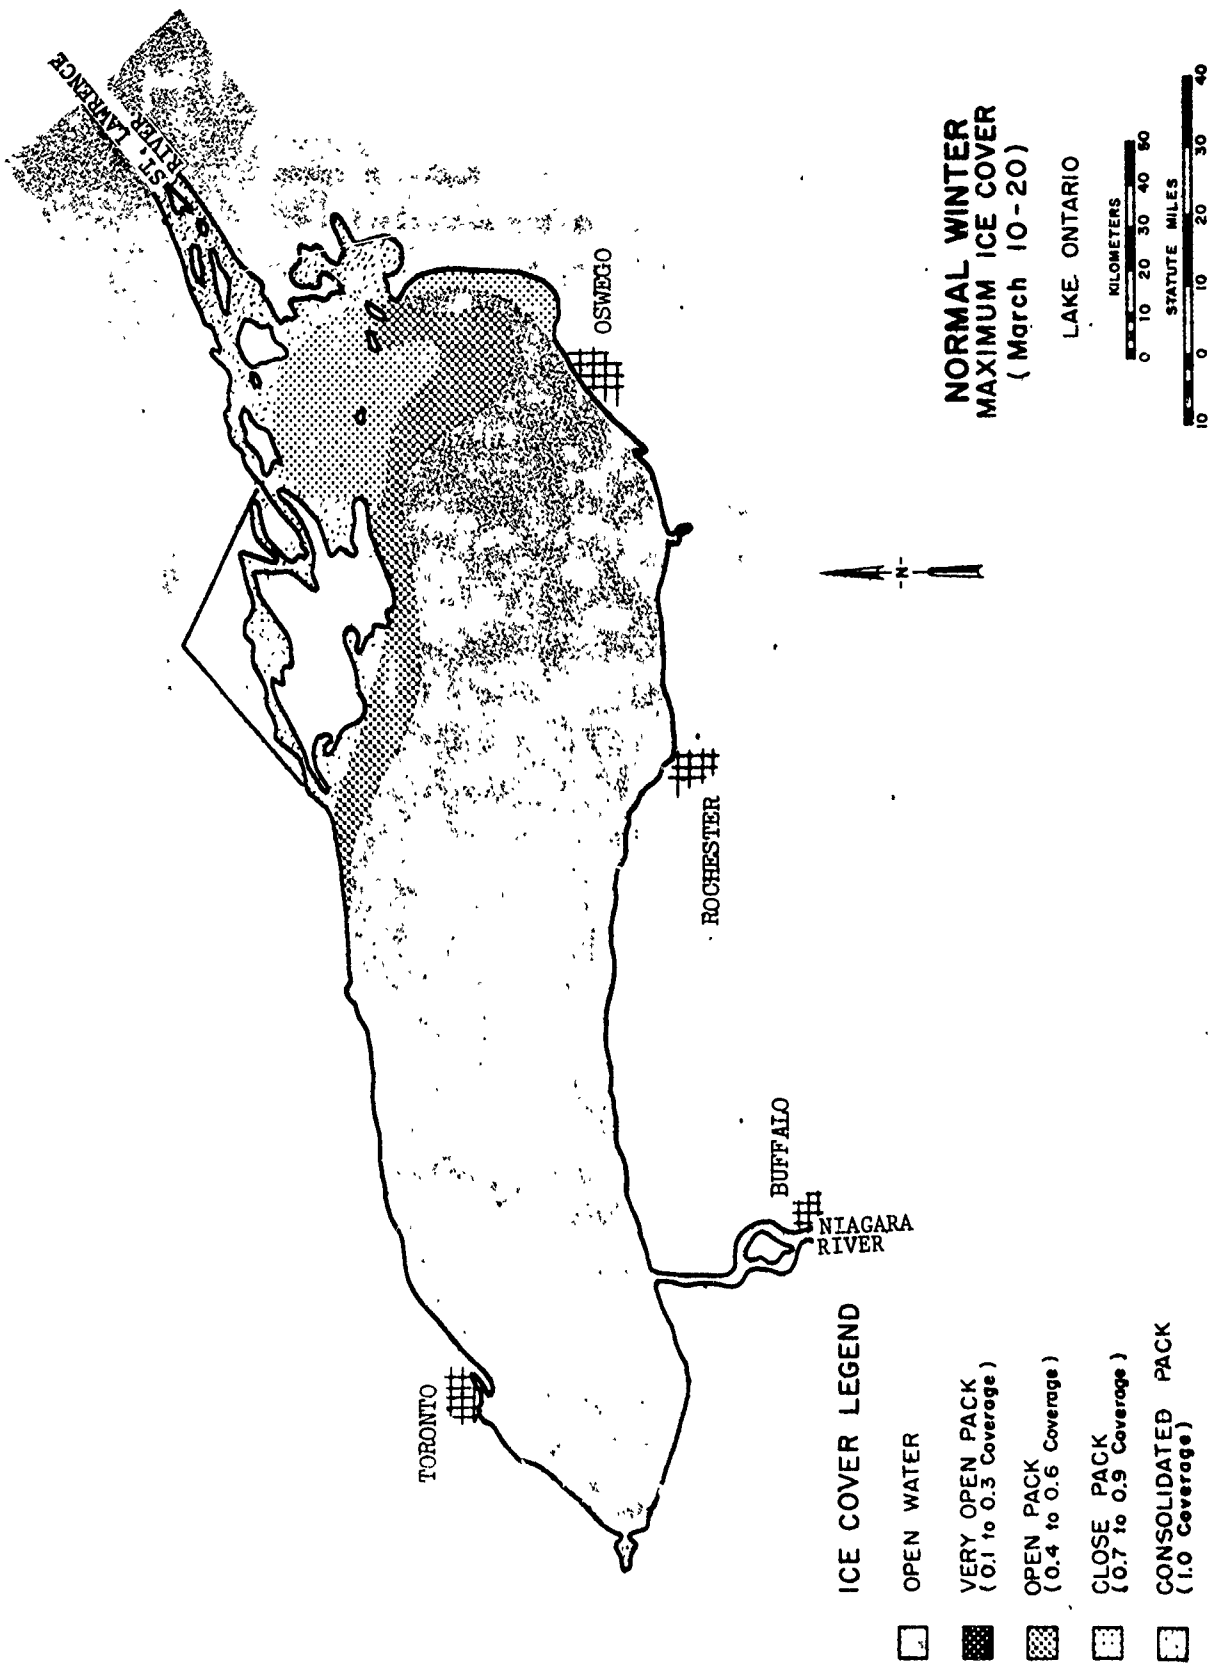 ST. LAWRENCE
RIVER
OSWEGO
TORONTO
ROCHESTER
BUFFALO
NIAGARA
RIVER
-N-
NORMAL WINTER
MAXIMUM ICE COVER
(March 10-20)
LAKE ONTARIO
KILOMETERS
0 10 20 30 40 50
STATUTE MILES
10 0 10 20 30 40
ICE COVER LEGEND
OPEN WATER
VERY OPEN PACK
(0.1 to 0.3 Coverage)
OPEN PACK
(0.4 to 0.6 Coverage)
CLOSE PACK
(0.7 to 0.9 Coverage)
CONSOLIDATED PACK
(1.0 Coverage)